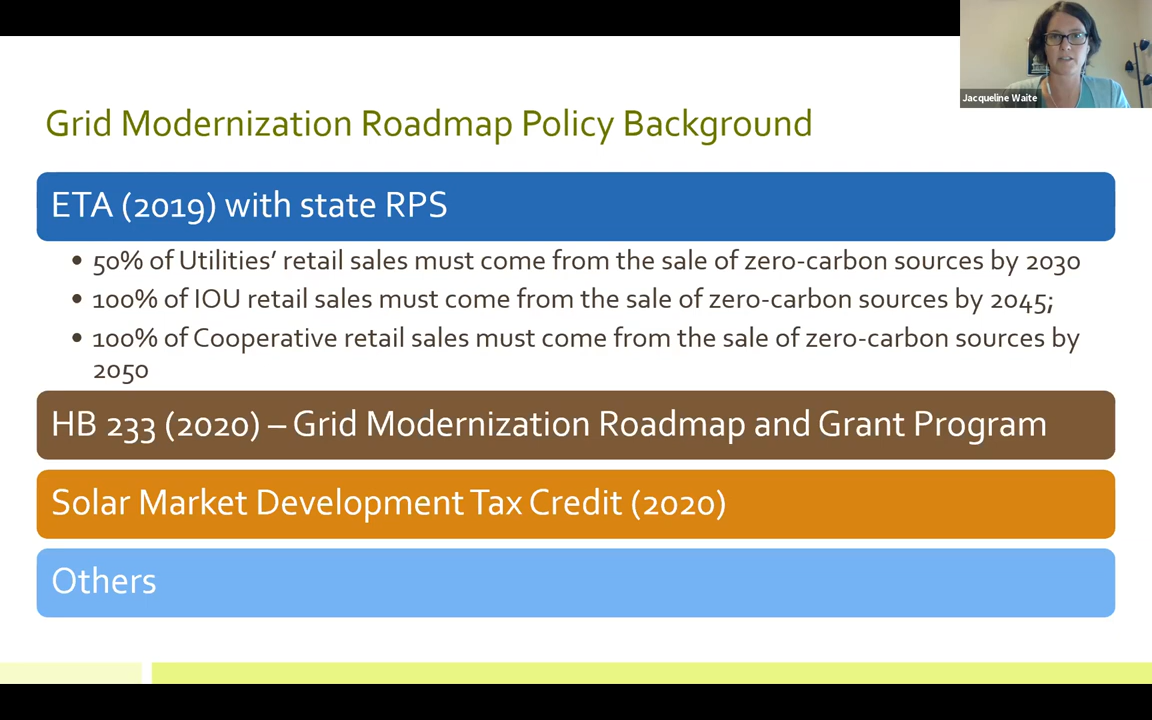 Jacqueline Waite
Grid Modernization Roadmap Policy Background
ETA (2019) with state RPS
• 50% of Utilities’ retail sales must come from the sale of zero-carbon sources by 2030
• 100% of IOU retail sales must come from the sale of zero-carbon sources by 2045;
• 100% of Cooperative retail sales must come from the sale of zero-carbon sources by
2050
HB 233 (2020) – Grid Modernization Roadmap and Grant Program
Solar Market Development Tax Credit (2020)
Others